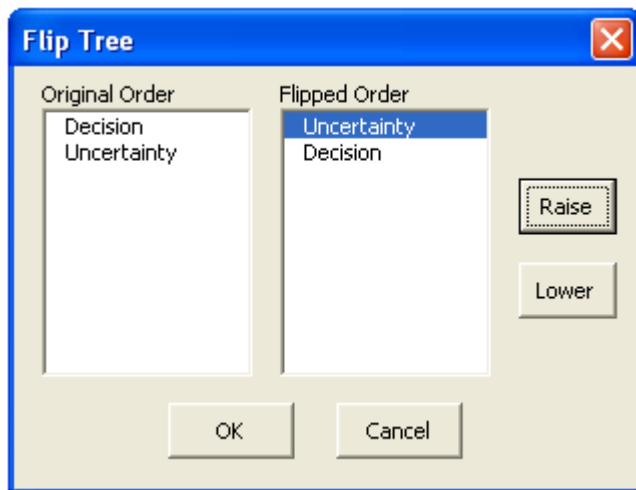 Flip Tree
Original Order
Flipped Order
Decision
Uncertainty
Uncertainty
Decision
Raise
Lower
OK
Cancel